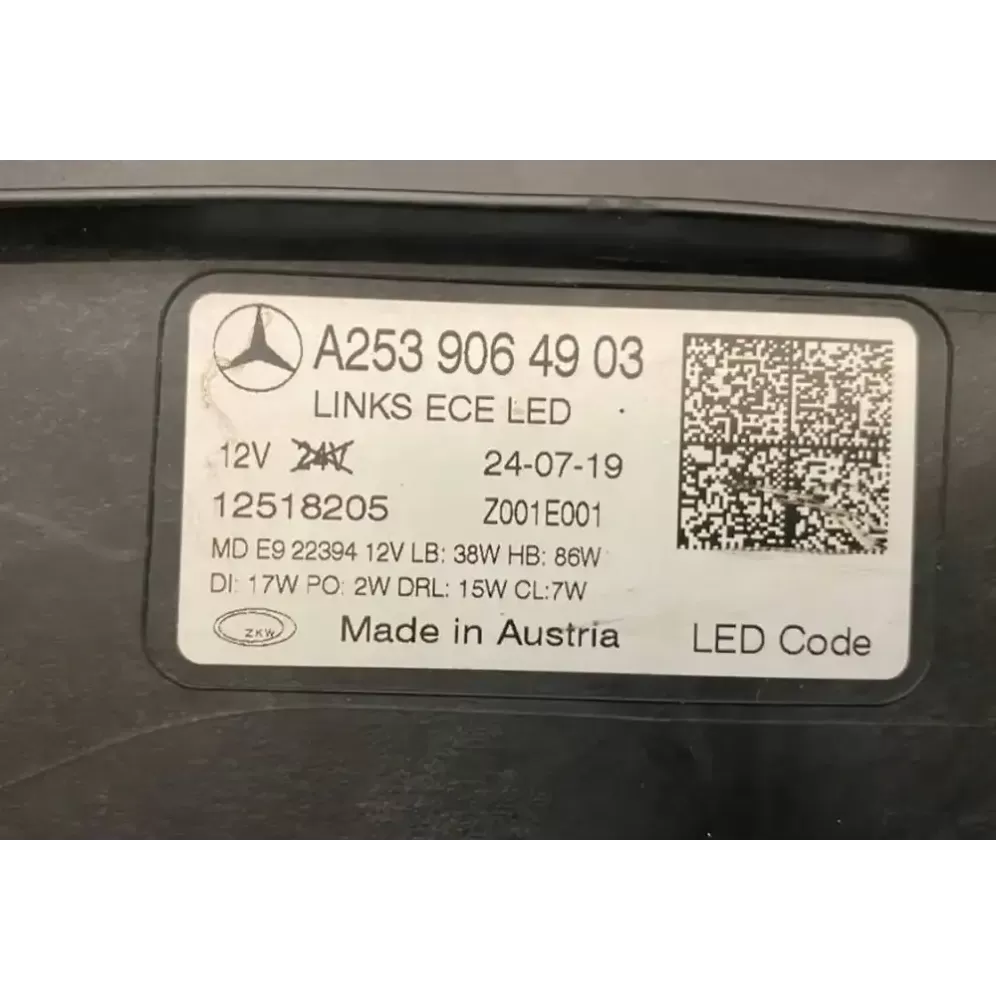 A253 906 49 03
LINKS ECE LED
12V 24V 24-07-19
12518205 Z001E001
MD E9 22394 12V LB: 38W HB: 86W
DI: 17W PO: 2W DRL: 15W CL:7W
ZKW Made in Austria LED Code